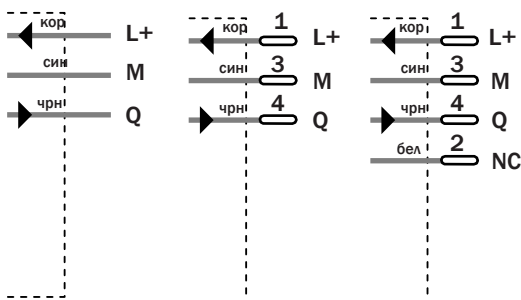 кор L+
син M
чрн Q
кор 1 L+
син 3 M
чрн 4 Q
кор 1 L+
син 3 M
чрн 4 Q
бел 2 NC